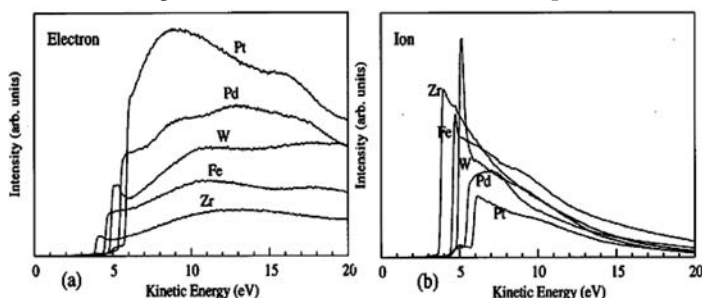 Electron
Pt
Pd
W
Fe
Zr
Intensity (arb. units)
0 5 10 15 20
(a)
Kinetic Energy (eV)
Ion
Zr
Fe
W
Pd
Pt
Intensity (arb. units)
0 5 10 15 20
(b)
Kinetic Energy (eV)